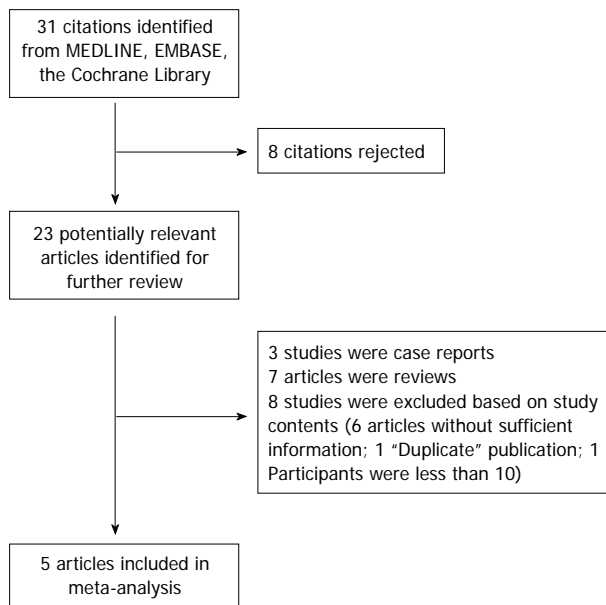 31 citations identified
from MEDLINE, EMBASE,
the Cochrane Library
8 citations rejected
23 potentially relevant
articles identified for
further review
3 studies were case reports
7 articles were reviews
8 studies were excluded based on study
contents (6 articles without sufficient
information; 1 “Duplicate” publication; 1
Participants were less than 10)
5 articles included in
meta-analysis